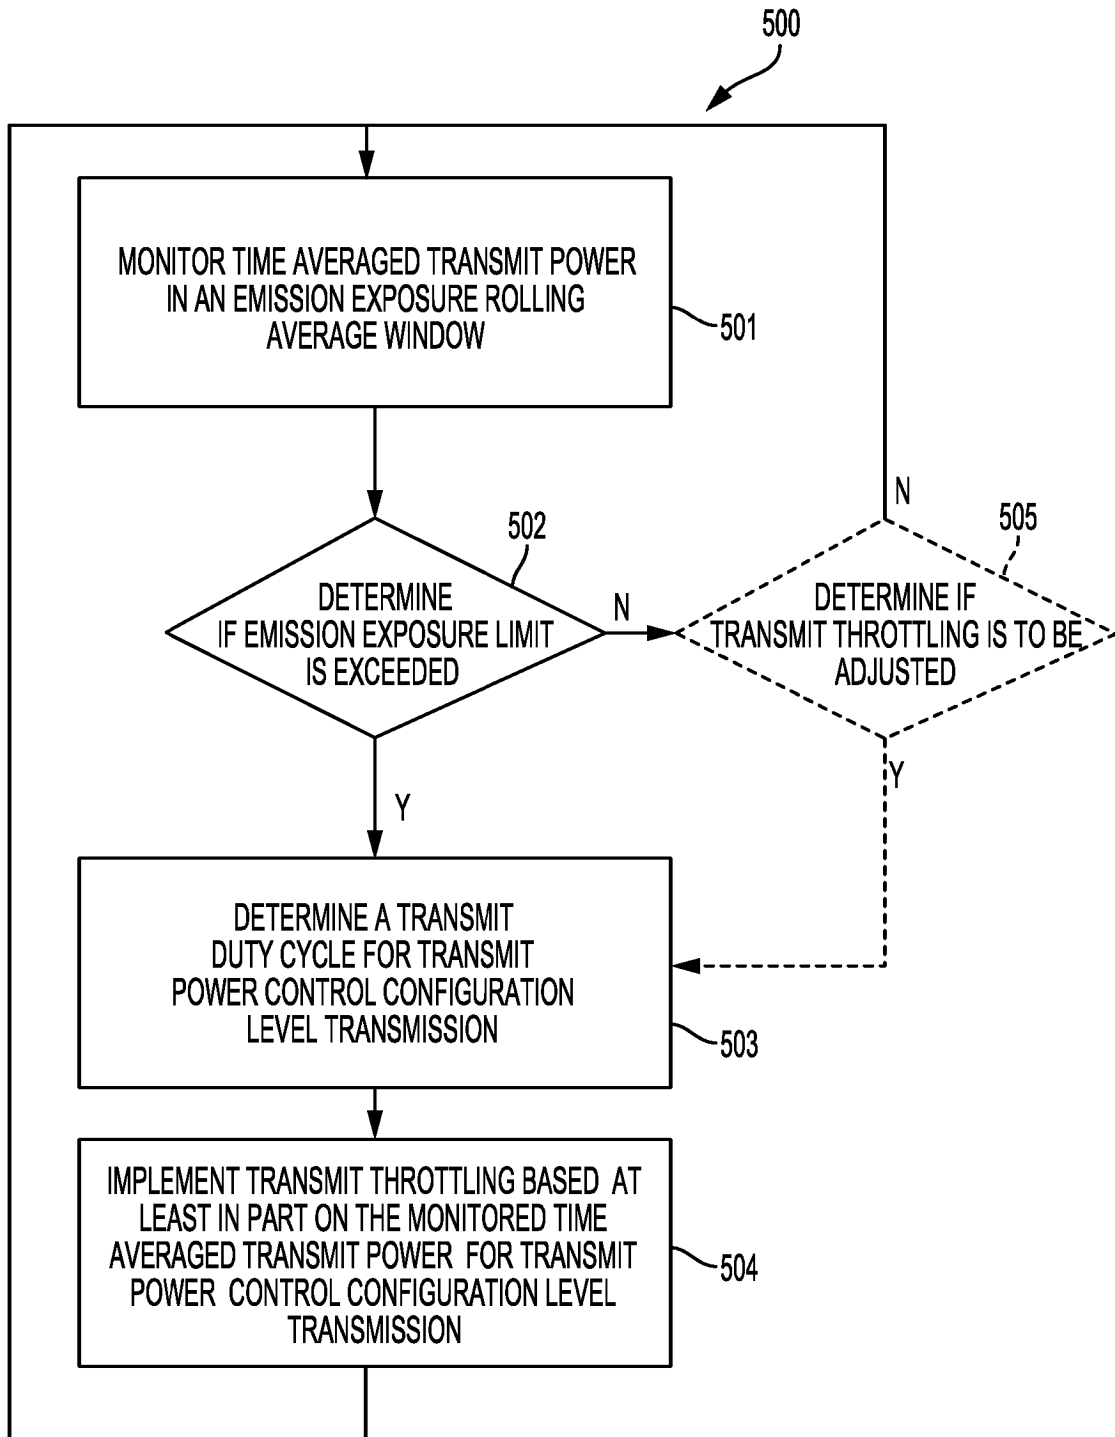 500
MONITOR TIME AVERAGED TRANSMIT POWER
IN AN EMISSION EXPOSURE ROLLING
AVERAGE WINDOW
501
502
DETERMINE
IF EMISSION EXPOSURE LIMIT
IS EXCEEDED
N
Y
N
505
DETERMINE IF
TRANSMIT THROTTLING IS TO BE
ADJUSTED
Y
DETERMINE A TRANSMIT
DUTY CYCLE FOR TRANSMIT
POWER CONTROL CONFIGURATION
LEVEL TRANSMISSION
503
IMPLEMENT TRANSMIT THROTTLING BASED AT
LEAST IN PART ON THE MONITORED TIME
AVERAGED TRANSMIT POWER FOR TRANSMIT
POWER CONTROL CONFIGURATION LEVEL
TRANSMISSION
504